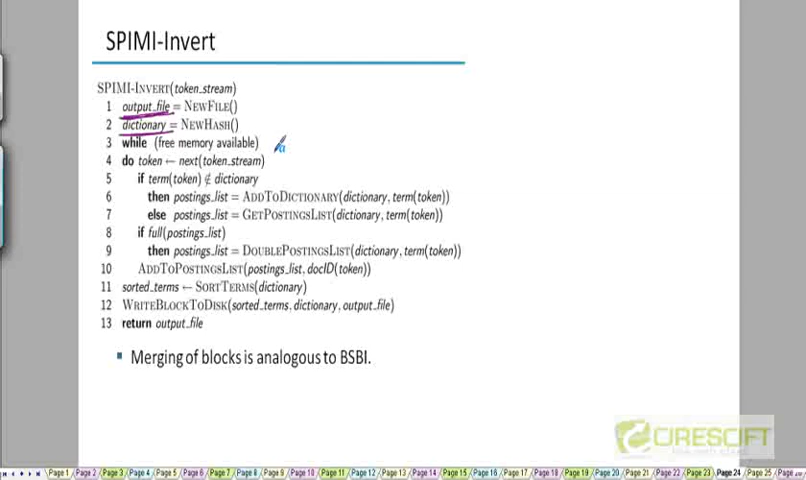 SPIMI-Invert
SPIMI-INVERT(token_stream)
1 output_file = NEWFILE()
2 dictionary = NEWHASH()
3 while (free memory available)
4 do token ← next(token_stream)
5 if term(token) ∉ dictionary
6 then postings_list = ADDTODICTIONARY(dictionary, term(token))
7 else postings_list = GETPOSTINGSLIST(dictionary, term(token))
8 if full(postings_list)
9 then postings_list = DOUBLEPOSTINGSLIST(dictionary, term(token))
10 ADDTOPOSTINGSLIST(postings_list, docID(token))
11 sorted_terms ← SORTTERMS(dictionary)
12 WRITEBLOCKTODISK(sorted_terms, dictionary, output_file)
13 return output_file
▪ Merging of blocks is analogous to BSBI.
Page 1 Page 2 Page 3 Page 4 Page 5 Page 6 Page 7 Page 8 Page 9 Page 10 Page 11 Page 12 Page 13 Page 14 Page 15 Page 16 Page 17 Page 18 Page 19 Page 20 Page 21 Page 22 Page 23 Page 24 Page 25 Page